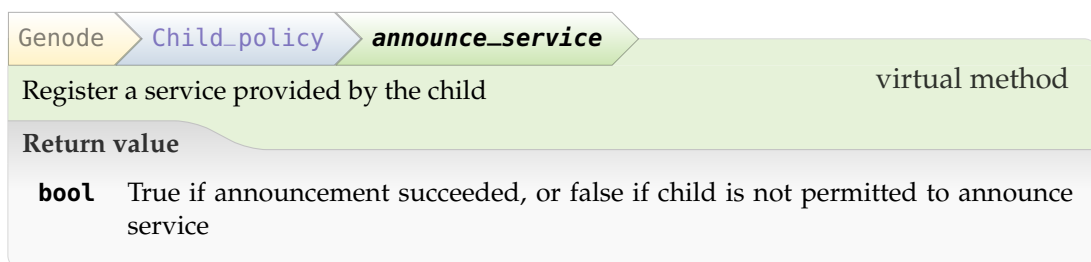 Genode Child_policy announce_service
Register a service provided by the child
virtual method
Return value
bool True if announcement succeeded, or false if child is not permitted to announce
service